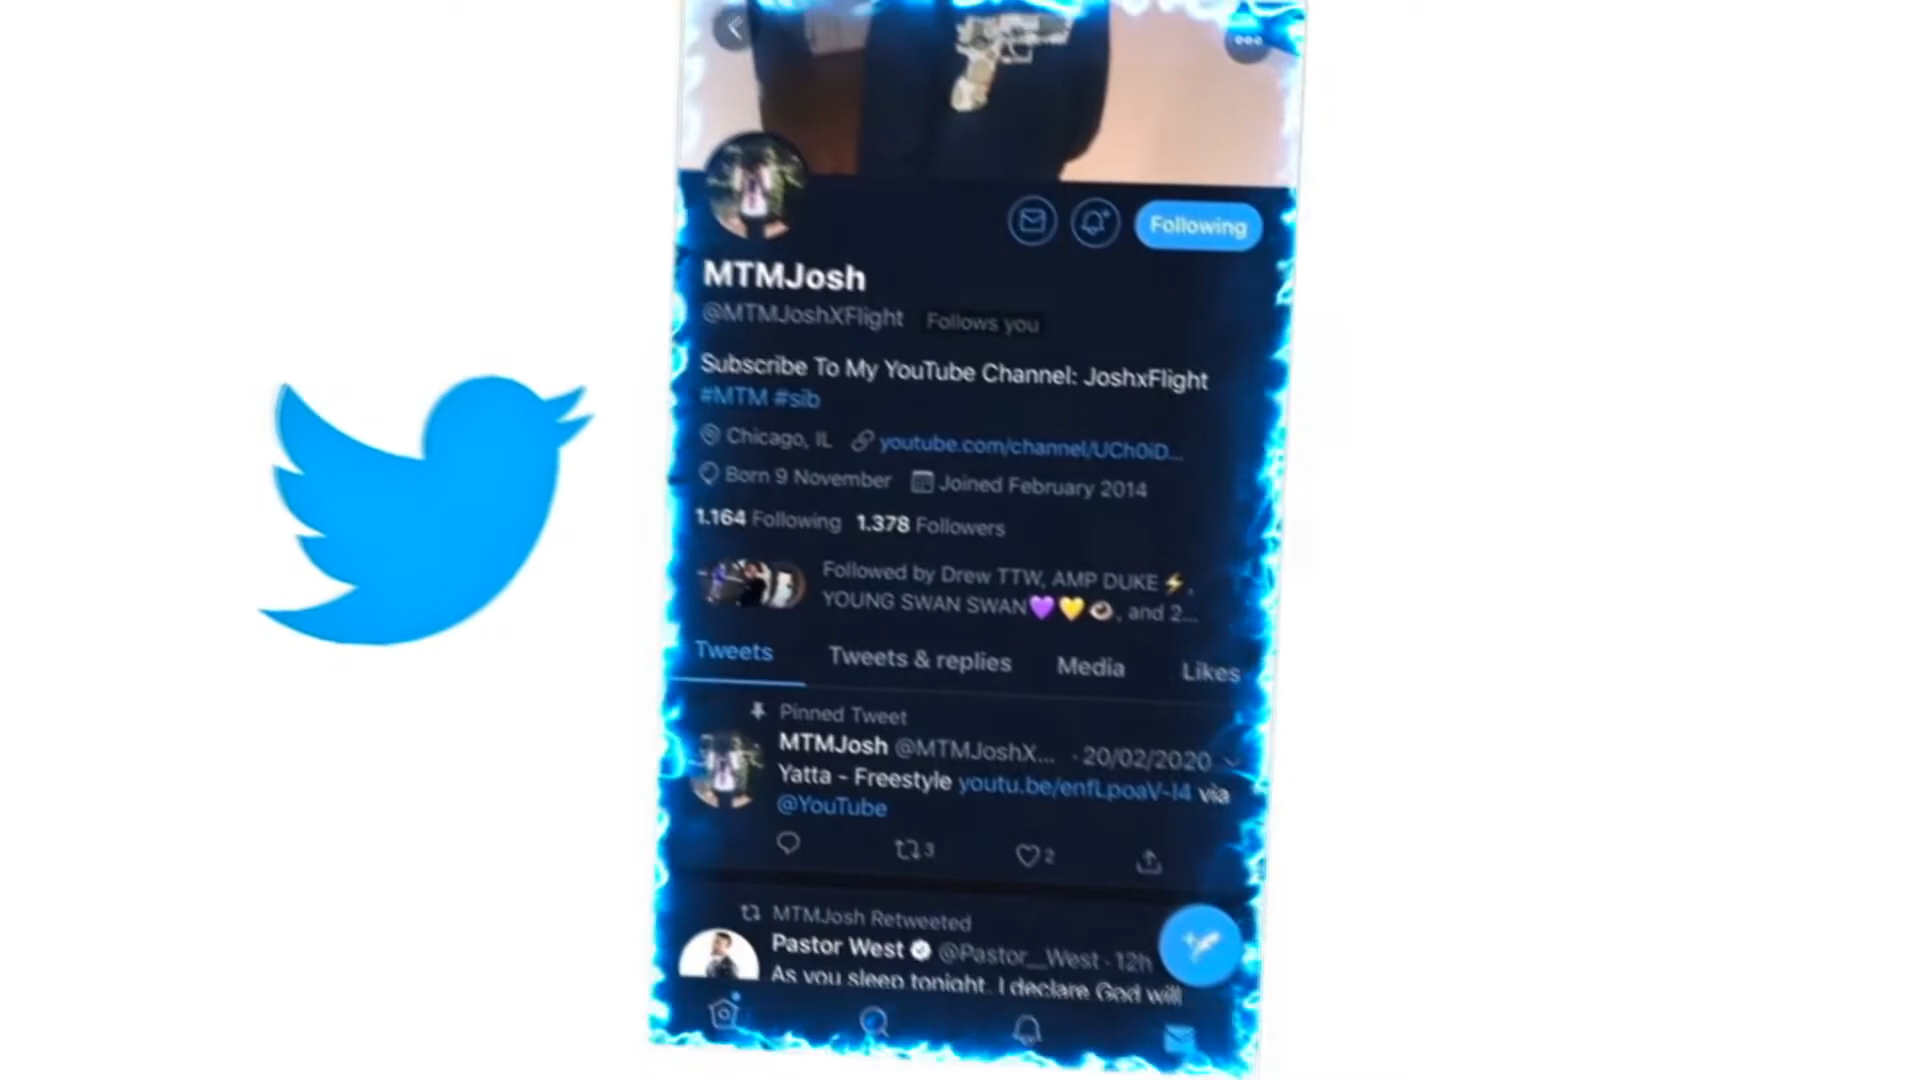 Following
MTMJosh
@MTMJoshXFlight Follows you
Subscribe To My YouTube Channel: JoshxFlight
#MTM #sib
Chicago, IL youtube.com/channel/UCh0iD...
Born 9 November Joined February 2014
1.164 Following 1.378 Followers
Followed by Drew TTW, AMP DUKE⚡,
YOUNG SWAN SWAN💜💛👁, and 2...
Tweets Tweets & replies Media Likes
Pinned Tweet
MTMJosh @MTMJoshX... · 20/02/2020
Yatta - Freestyle youtu.be/enfLpoaV-I4 via
@YouTube
3 2
MTMJosh Retweeted
Pastor West @Pastor__West · 12h
As you sleep tonight, I declare God will